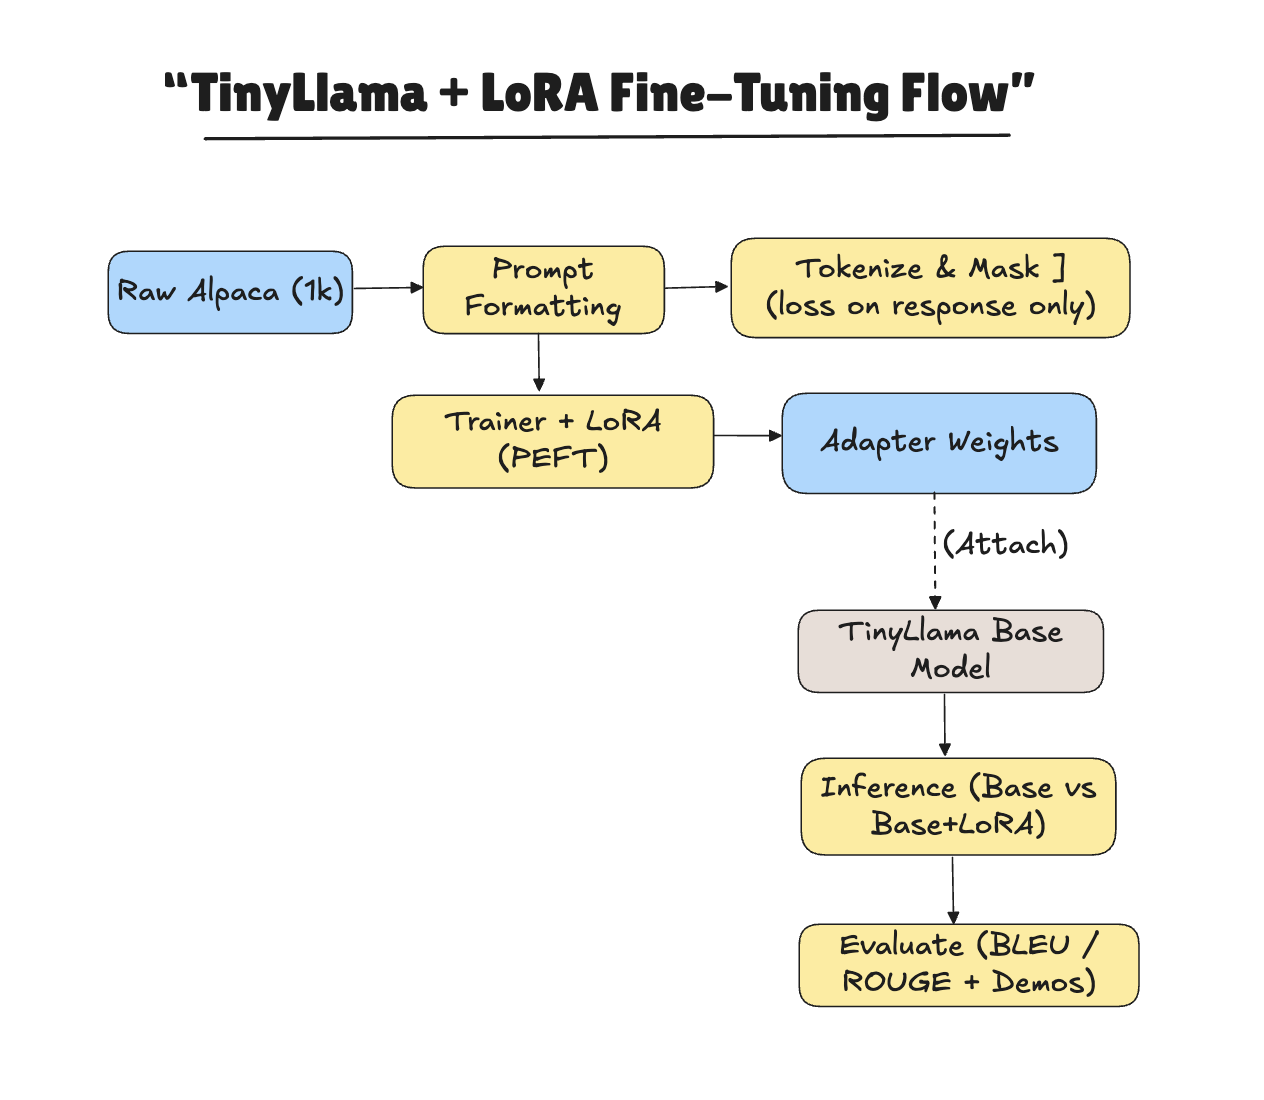 “TinyLlama + LoRA Fine-Tuning Flow”
Raw Alpaca (1k)
Prompt
Formatting
Tokenize & Mask ]
(loss on response only)
Trainer + LoRA
(PEFT)
Adapter Weights
(Attach)
TinyLlama Base
Model
Inference (Base vs
Base+LoRA)
Evaluate (BLEU /
ROUGE + Demos)